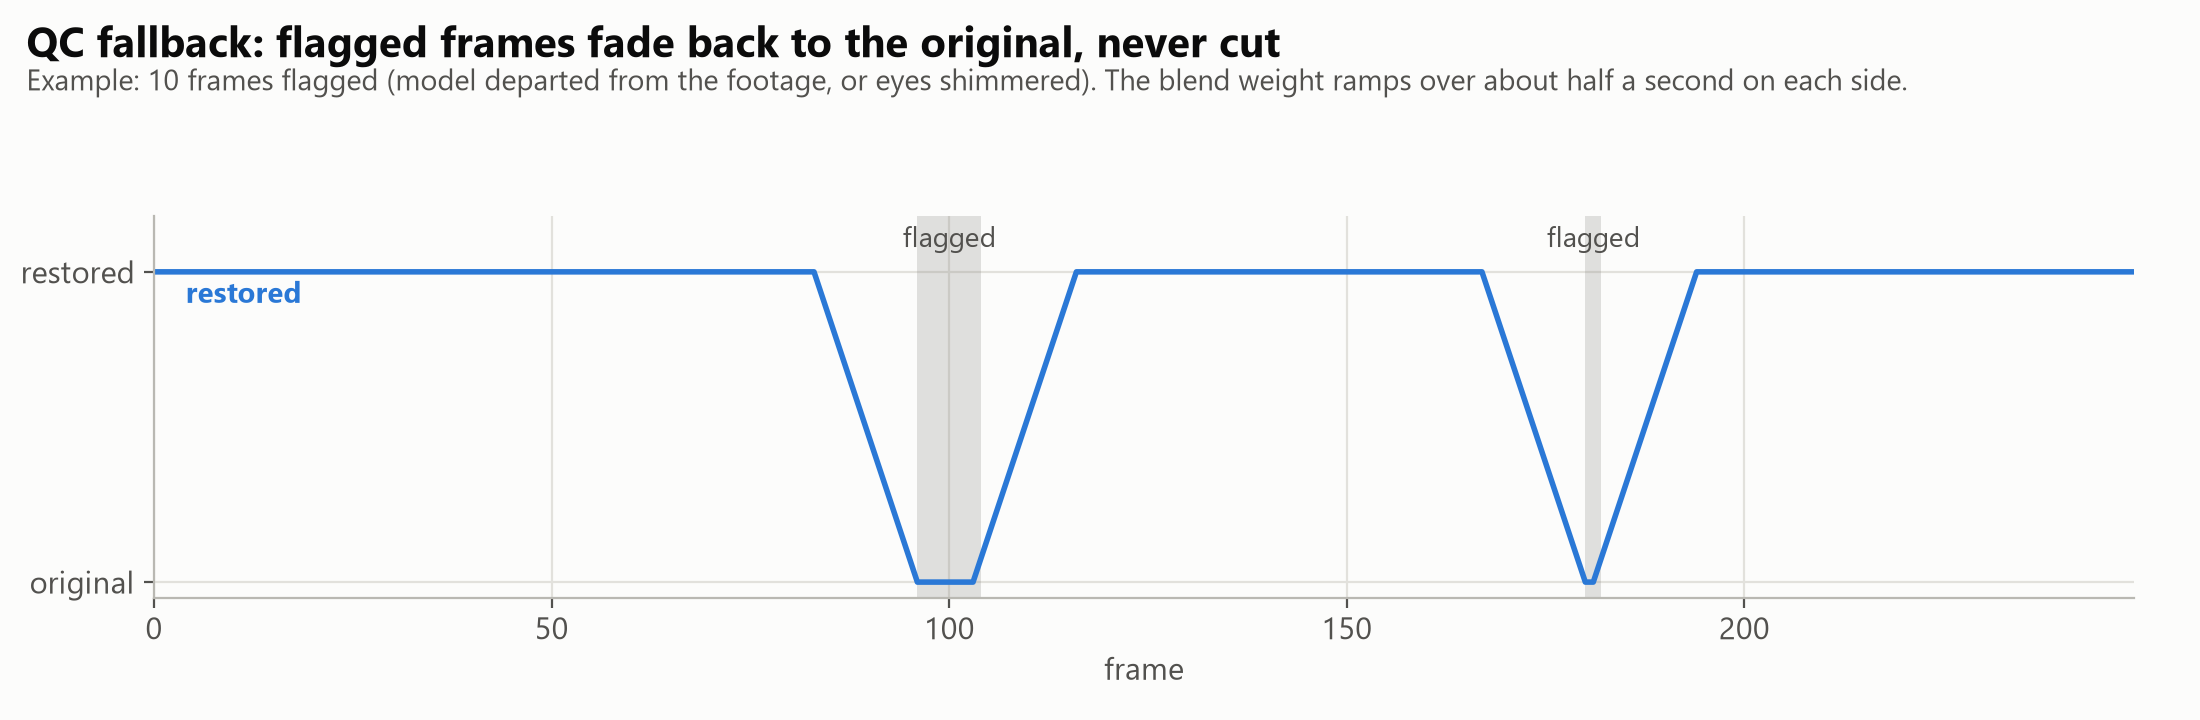 QC fallback: flagged frames fade back to the original, never cut
Example: 10 frames flagged (model departed from the footage, or eyes shimmered). The blend weight ramps over about half a second on each side.
flagged flagged
restored
restored
original
0 50 100 150 200
frame